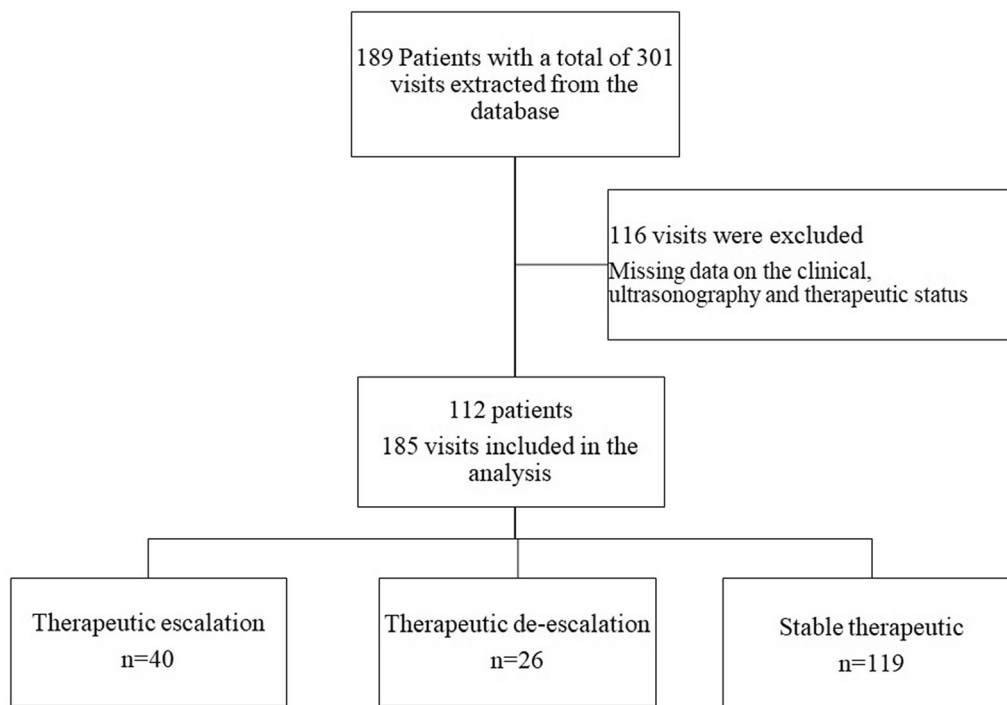 189 Patients with a total of 301
visits extracted from the
database
116 visits were excluded
Missing data on the clinical,
ultrasonography and therapeutic status
112 patients
185 visits included in the
analysis
Therapeutic escalation
n=40
Therapeutic de-escalation
n=26
Stable therapeutic
n=119